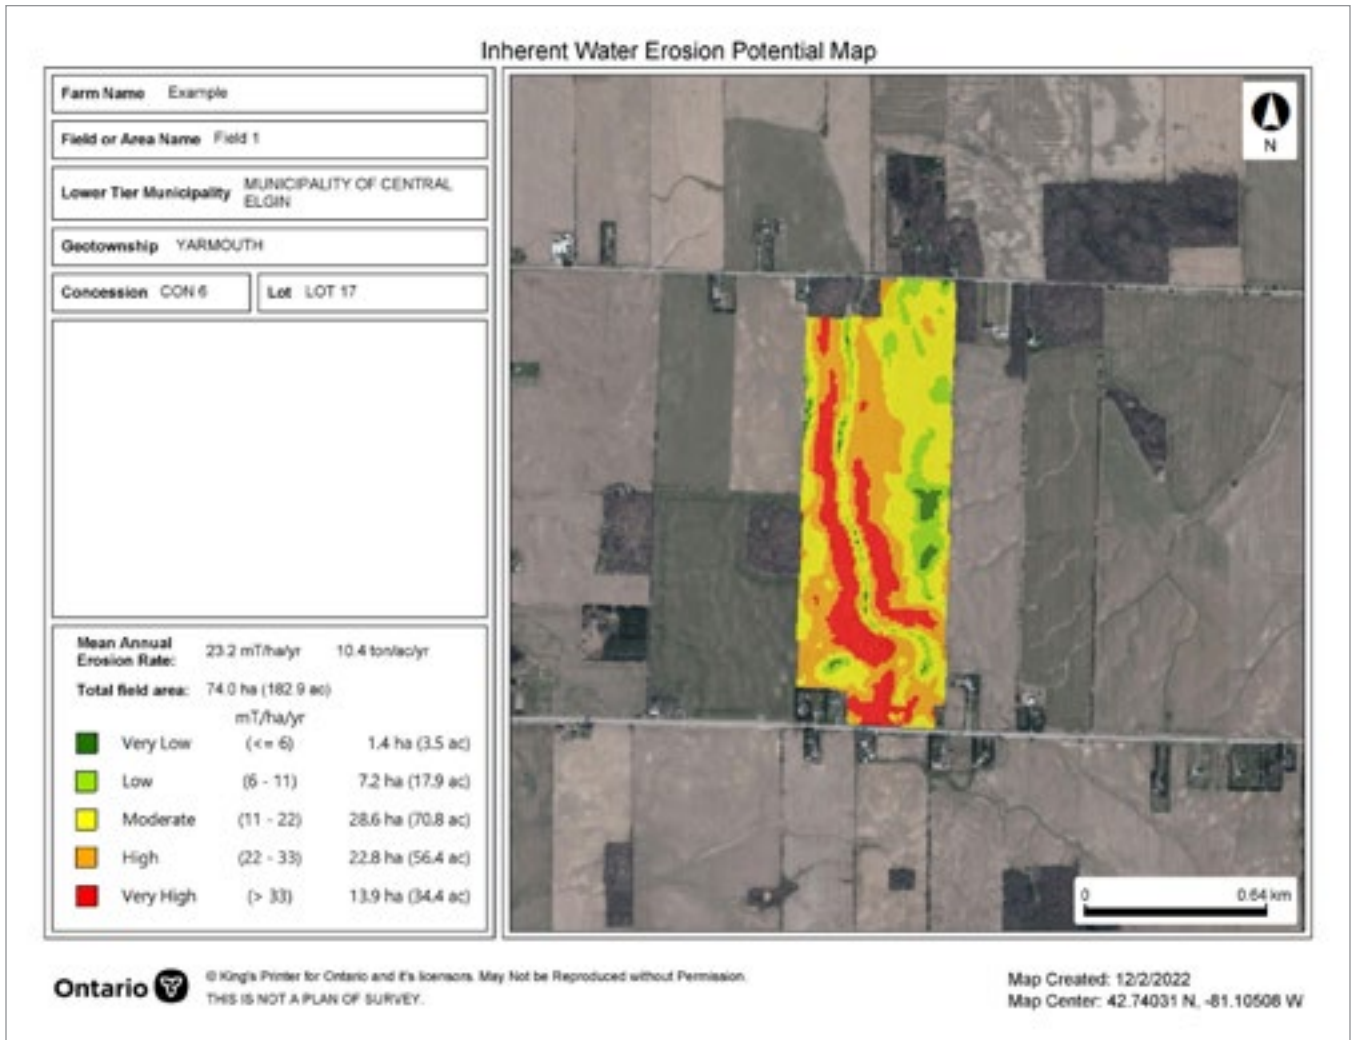 Inherent Water Erosion Potential Map
Farm Name Example
Field or Area Name Field 1
Lower Tier Municipality MUNICIPALITY OF CENTRAL
ELGIN
Geotownship YARMOUTH
Concession CON 6 Lot LOT 17
Mean Annual
Erosion Rate: 23.2 mT/ha/yr 10.4 ton/ac/yr
Total field area: 74.0 ha (182.9 ac)
mT/ha/yr
Very Low (<= 6) 1.4 ha (3.5 ac)
Low (6 - 11) 7.2 ha (17.9 ac)
Moderate (11 - 22) 28.6 ha (70.8 ac)
High (22 - 33) 22.8 ha (56.4 ac)
Very High (> 33) 13.9 ha (34.4 ac)
N
0 0.64 km
Ontario
© King's Printer for Ontario and it's licensors. May Not be Reproduced without Permission.
THIS IS NOT A PLAN OF SURVEY.
Map Created: 12/2/2022
Map Center: 42.74031 N, -81.10508 W